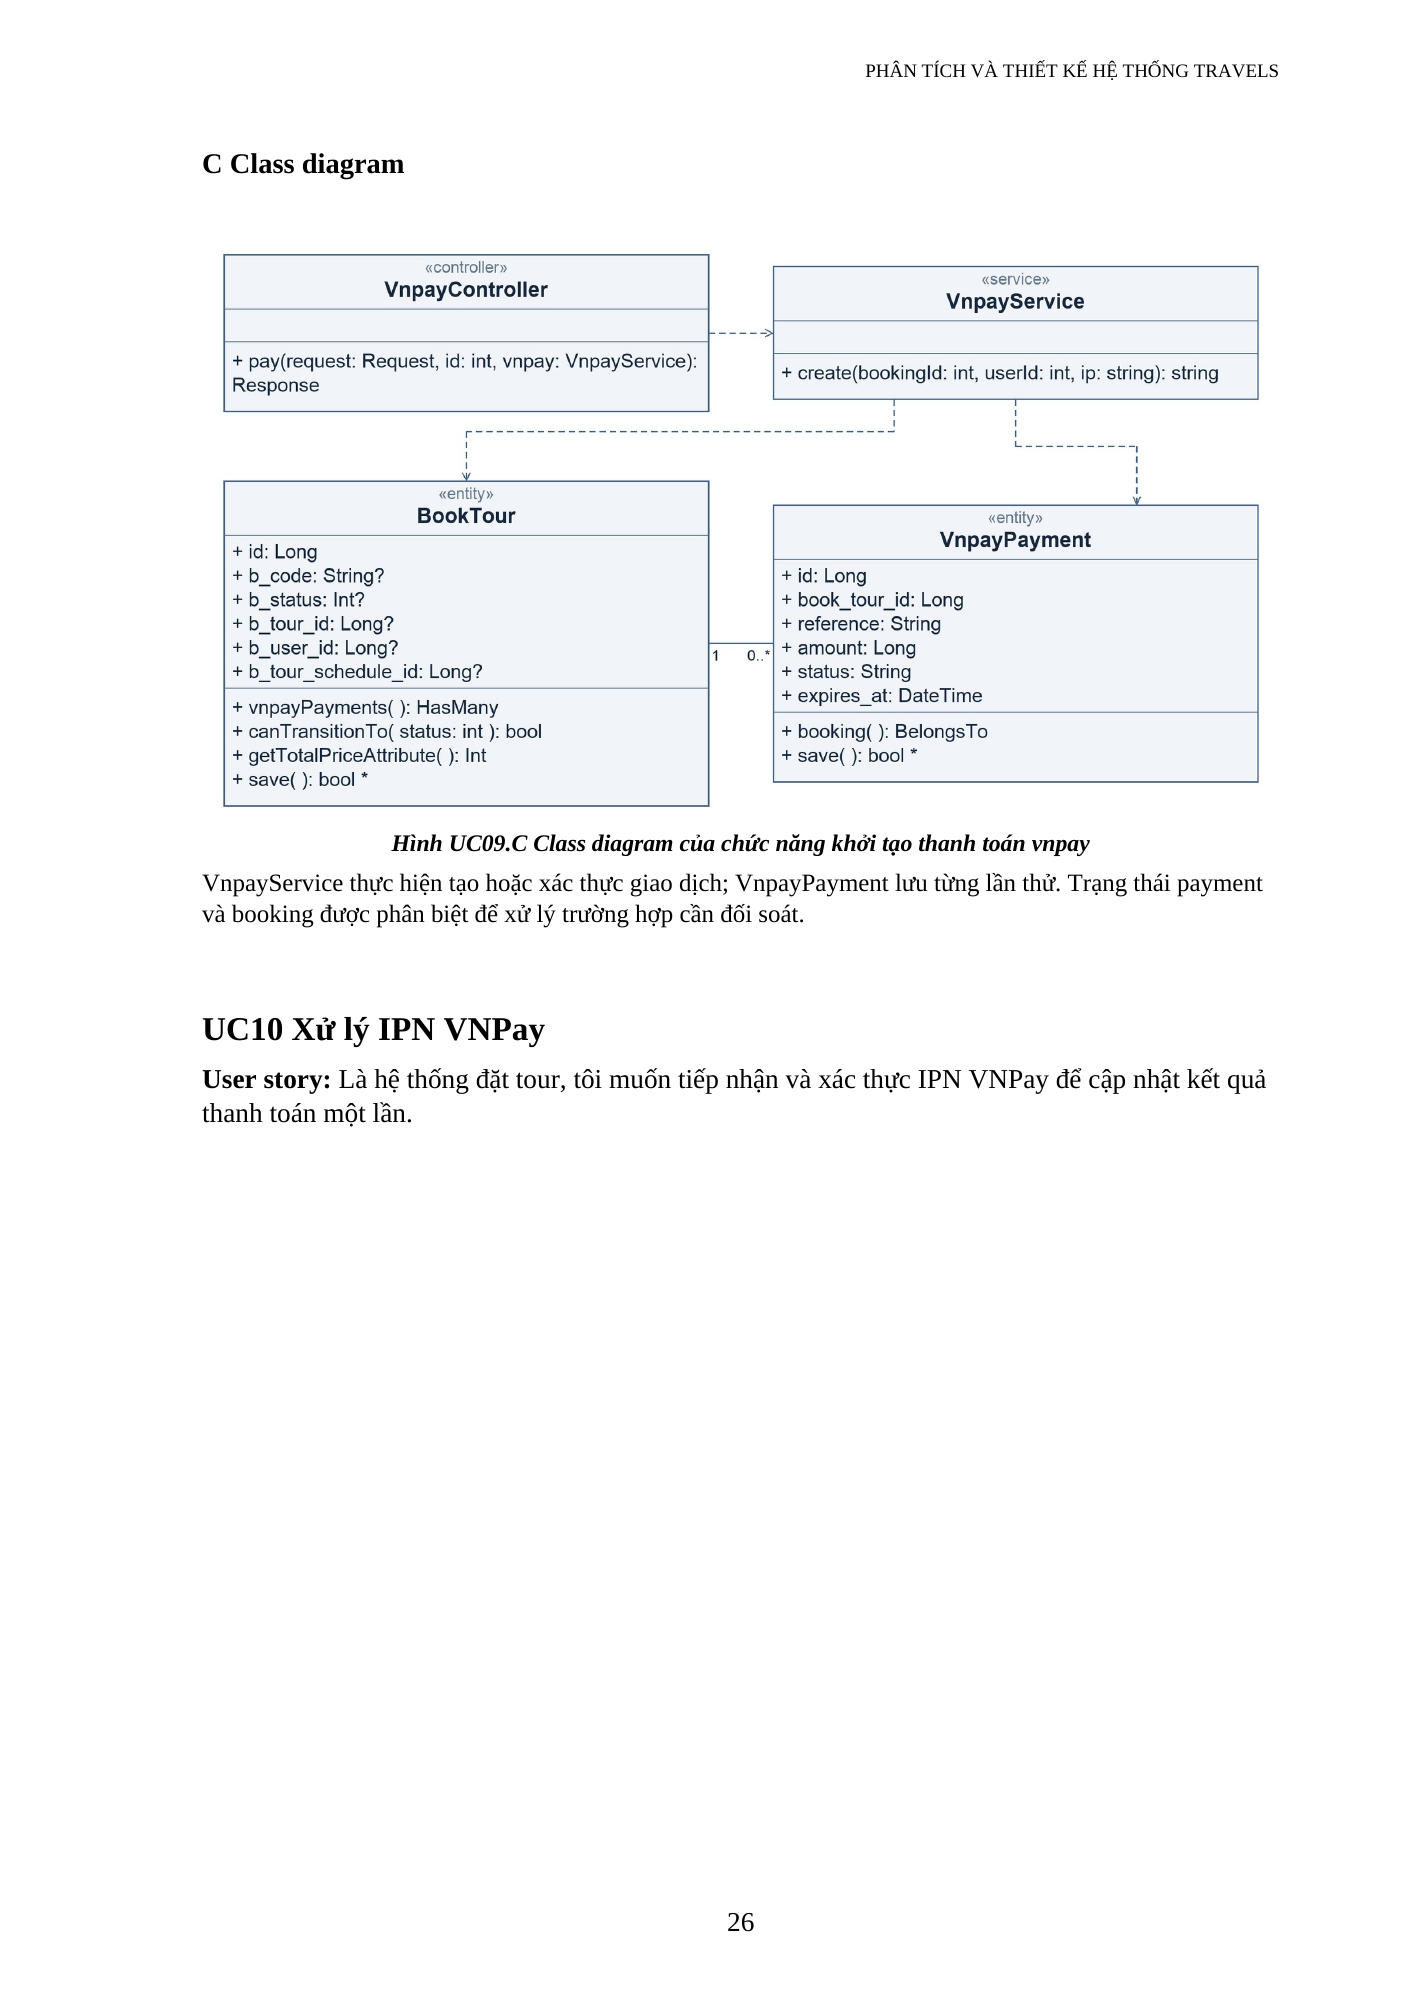 PHÂN TÍCH VÀ THIẾT KẾ HỆ THỐNG TRAVELS
C Class diagram
«controller»
VnpayController
+ pay(request: Request, id: int, vnpay: VnpayService):
Response
«service»
VnpayService
+ create(bookingId: int, userId: int, ip: string): string
«entity»
BookTour
+ id: Long
+ b_code: String?
+ b_status: Int?
+ b_tour_id: Long?
+ b_user_id: Long?
+ b_tour_schedule_id: Long?
+ vnpayPayments( ): HasMany
+ canTransitionTo( status: int ): bool
+ getTotalPriceAttribute( ): Int
+ save( ): bool *
1 0..*
«entity»
VnpayPayment
+ id: Long
+ book_tour_id: Long
+ reference: String
+ amount: Long
+ status: String
+ expires_at: DateTime
+ booking( ): BelongsTo
+ save( ): bool *
Hình UC09.C Class diagram của chức năng khởi tạo thanh toán vnpay
VnpayService thực hiện tạo hoặc xác thực giao dịch; VnpayPayment lưu từng lần thử. Trạng thái payment
và booking được phân biệt để xử lý trường hợp cần đối soát.
UC10 Xử lý IPN VNPay
User story: Là hệ thống đặt tour, tôi muốn tiếp nhận và xác thực IPN VNPay để cập nhật kết quả
thanh toán một lần.
26